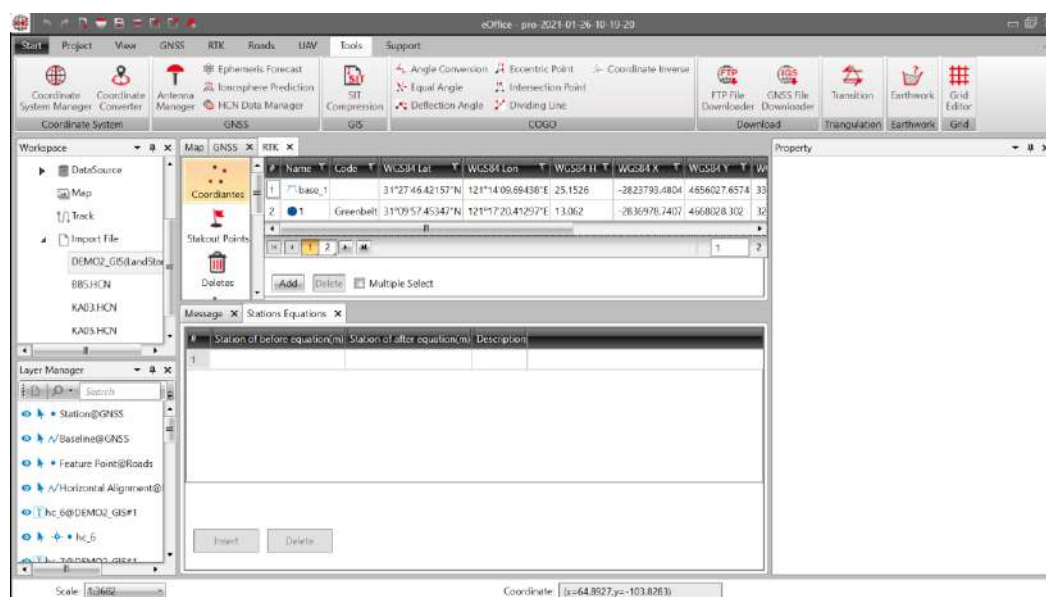 eOffice - pro-2021-01-26-10-19-20
Start Project View GNSS RTK Roads UAV Tools Support
Coordinate System Manager
Coordinate Converter
Coordinate System
Antenna Manager
Ephemeris Forecast
Ionosphere Prediction
HCN Data Manager
GNSS
SIT Compression
GIS
Angle Conversion Eccentric Point Coordinate Inverse
Equal Angle Intersection Point
Deflection Angle Dividing Line
COGO
FTP File Downloader
GNSS File Downloader
Download
Transition
Triangulation
Earthwork
Earthwork
Grid Editor
Grid
Workspace
DataSource
Map
Track
Import File
DEMO2_GIS(LandStar
BBS.HCN
KA03.HCN
KA05.HCN
Map GNSS RTK
Coordiantes
Stakout Points
Deletes
# Name Code WGS84 Lat WGS84 Lon WGS84 H WGS84 X WGS84 Y
1 base_1 31°27'46.42157"N 121°14'09.69438"E 25.1526 -2823793.4804 4656027.6574 33
2 1 Greenbelt 31°09'57.45347"N 121°17'20.41297"E 13.062 -2836978.7407 4668028.302 32
1 2
1 2
Add Delete Multiple Select
Message Stations Equations
# Station of before equation(m) Station of after equation(m) Description
1
Insert Delete
Property
Layer Manager
Search
Station@GNSS
Baseline@GNSS
Feature Point@Roads
Horizontal Alignment@
hc_6@DEMO2_GIS#1
hc_6
hc_7@DEMO2_GIS#1
Scale: 1:3682
Coordinate: (x=64.8927,y=-103.8263)